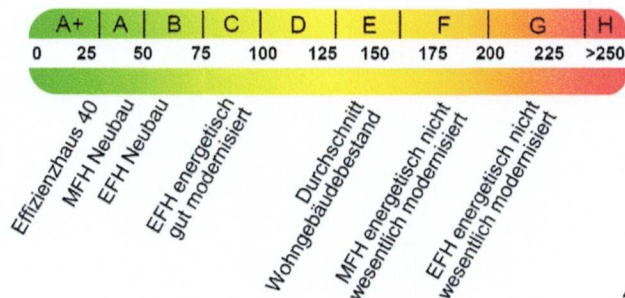 A+ A B C D E F G H
0 25 50 75 100 125 150 175 200 225 >250
Effizienzhaus 40
MFH Neubau
EFH Neubau
EFH energetisch
gut modernisiert
Durchschnitt
Wohngebäudebestand
MFH energetisch nicht
wesentlich modernisiert
EFH energetisch nicht
wesentlich modernisiert